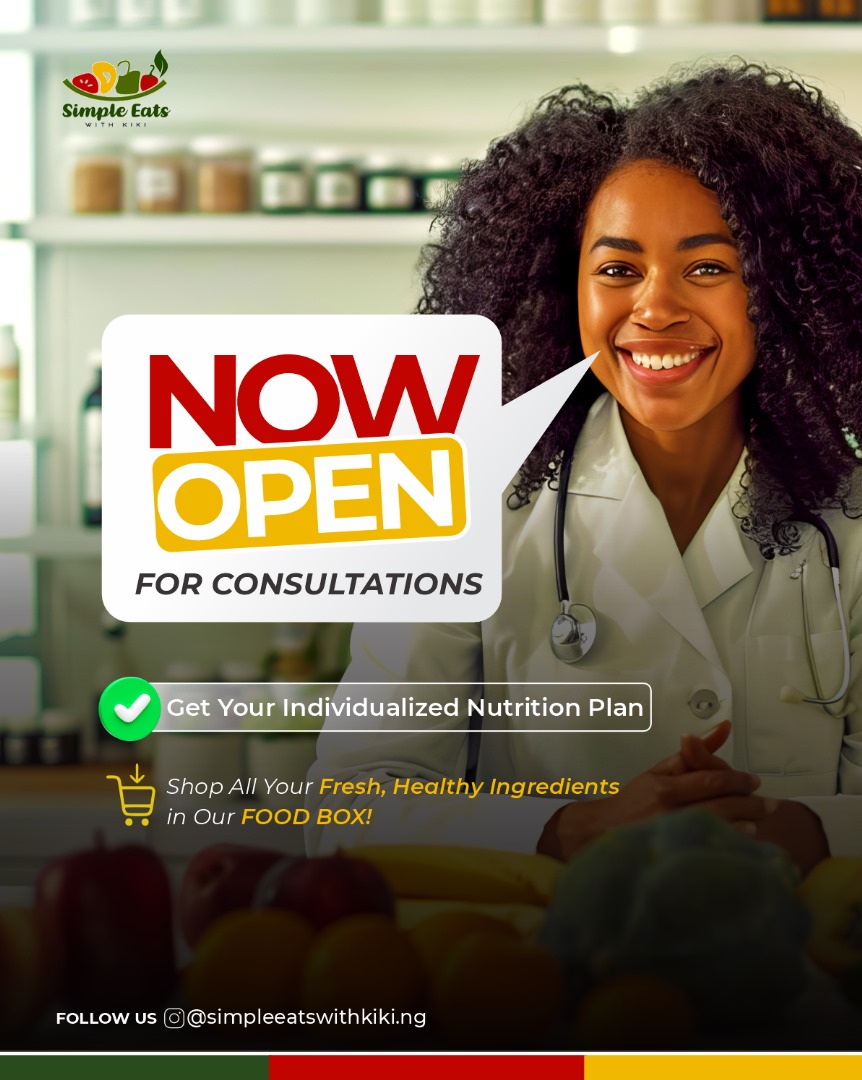 Simple Eats
WITH KIKI
NOW
OPEN
FOR CONSULTATIONS
Get Your Individualized Nutrition Plan
Shop All Your Fresh, Healthy Ingredients
in Our FOOD BOX!
FOLLOW US @simpleeatswithkiki.ng